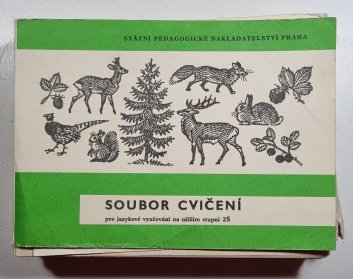 STÁTNÍ PEDAGOGICKÉ NAKLADATELSTVÍ PRAHA
SOUBOR CVIČENÍ
pro jazykové vyučování na nižším stupni ZŠ